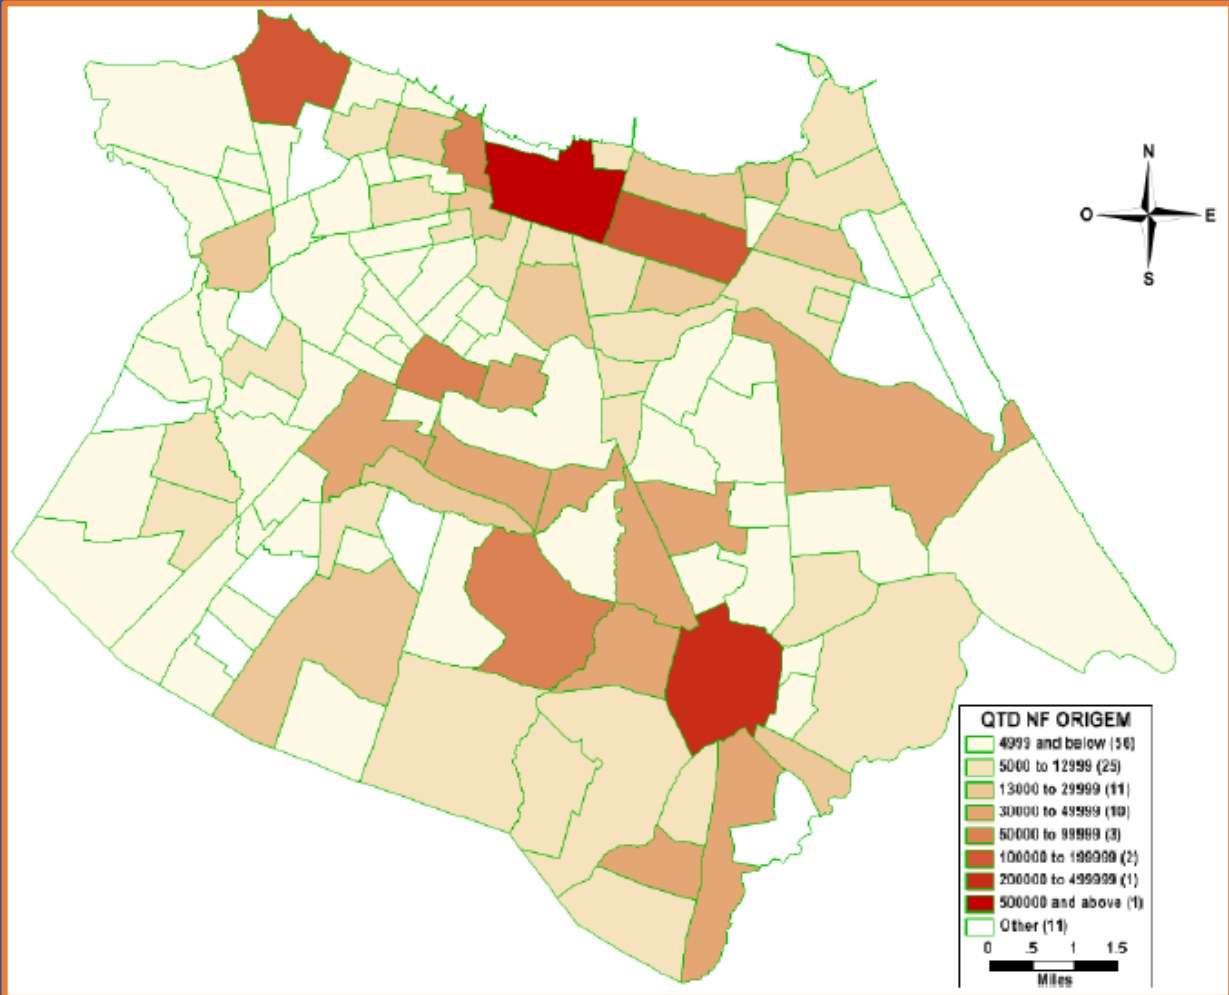 N
O E
S
QTD NF ORIGEM
4999 and below (56)
5000 to 12999 (25)
13000 to 29999 (11)
30000 to 49999 (10)
50000 to 99999 (3)
100000 to 199999 (2)
200000 to 499999 (1)
500000 and above (1)
Other (11)
0 .5 1 1.5
Miles